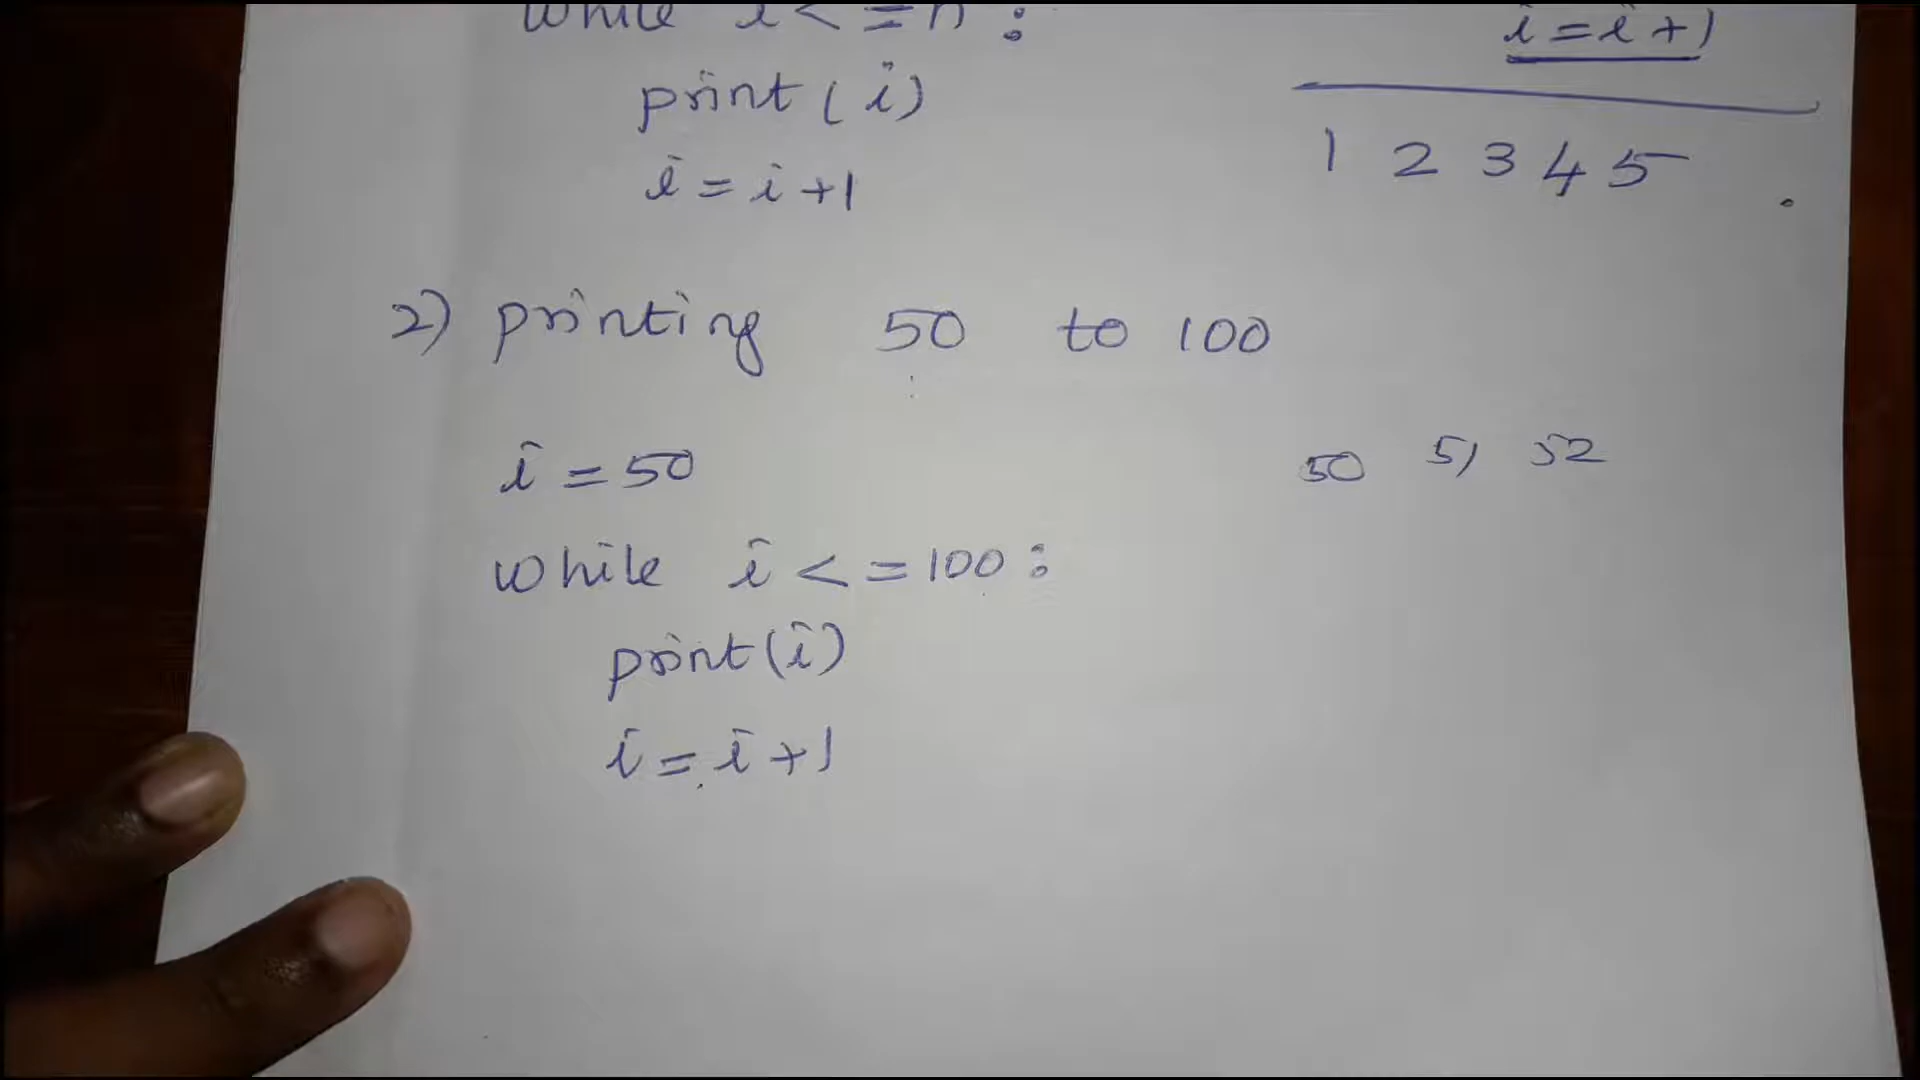 while i <= n :
print (i)
i = i +1
i = i +1
1 2 3 4 5
2) printing 50 to 100
i = 50
50 51 52
while i <= 100 :
print (i)
i = i +1